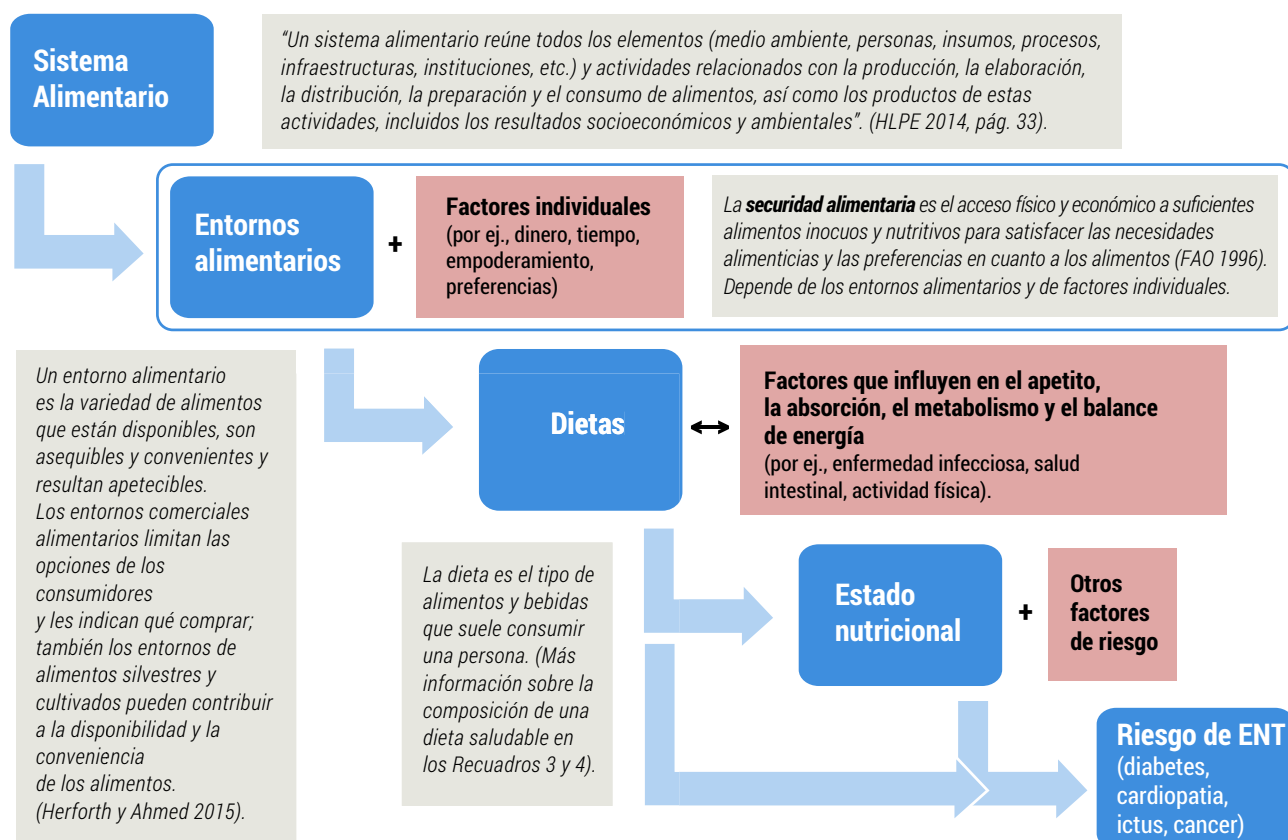 Sistema
Alimentario
“Un sistema alimentario reúne todos los elementos (medio ambiente, personas, insumos, procesos,
infraestructuras, instituciones, etc.) y actividades relacionados con la producción, la elaboración,
la distribución, la preparación y el consumo de alimentos, así como los productos de estas
actividades, incluidos los resultados socioeconómicos y ambientales”. (HLPE 2014, pág. 33).
Entornos
alimentarios
+
Factores individuales
(por ej., dinero, tiempo,
empoderamiento,
preferencias)
La securidad alimentaria es el acceso físico y económico a suficientes
alimentos inocuos y nutritivos para satisfacer las necesidades
alimenticias y las preferencias en cuanto a los alimentos (FAO 1996).
Depende de los entornos alimentarios y de factores individuales.
Un entorno alimentario
es la variedad de alimentos
que están disponibles, son
asequibles y convenientes y
resultan apetecibles.
Los entornos comerciales
alimentarios limitan las
opciones de los
consumidores
y les indican qué comprar;
también los entornos de
alimentos silvestres y
cultivados pueden contribuir
a la disponibilidad y la
conveniencia
de los alimentos.
(Herforth y Ahmed 2015).
Dietas
Factores que influyen en el apetito,
la absorción, el metabolismo y el balance
de energía
(por ej., enfermedad infecciosa, salud
intestinal, actividad física).
La dieta es el tipo de
alimentos y bebidas
que suele consumir
una persona. (Más
información sobre la
composición de una
dieta saludable en
los Recuadros 3 y 4).
Estado
nutricional
+
Otros
factores
de riesgo
Riesgo de ENT
(diabetes,
cardiopatia,
ictus, cancer)